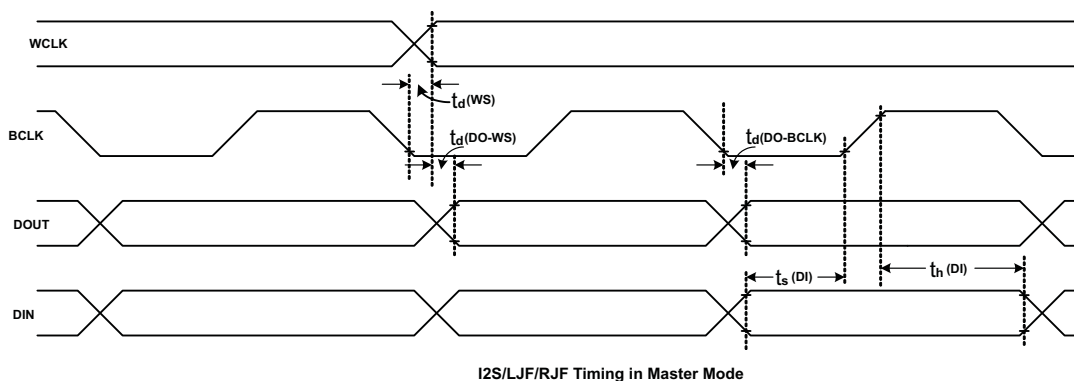 WCLK
td(WS)
BCLK
td(DO-WS)
td(DO-BCLK)
DOUT
ts(DI)
th(DI)
DIN
I2S/LJF/RJF Timing in Master Mode